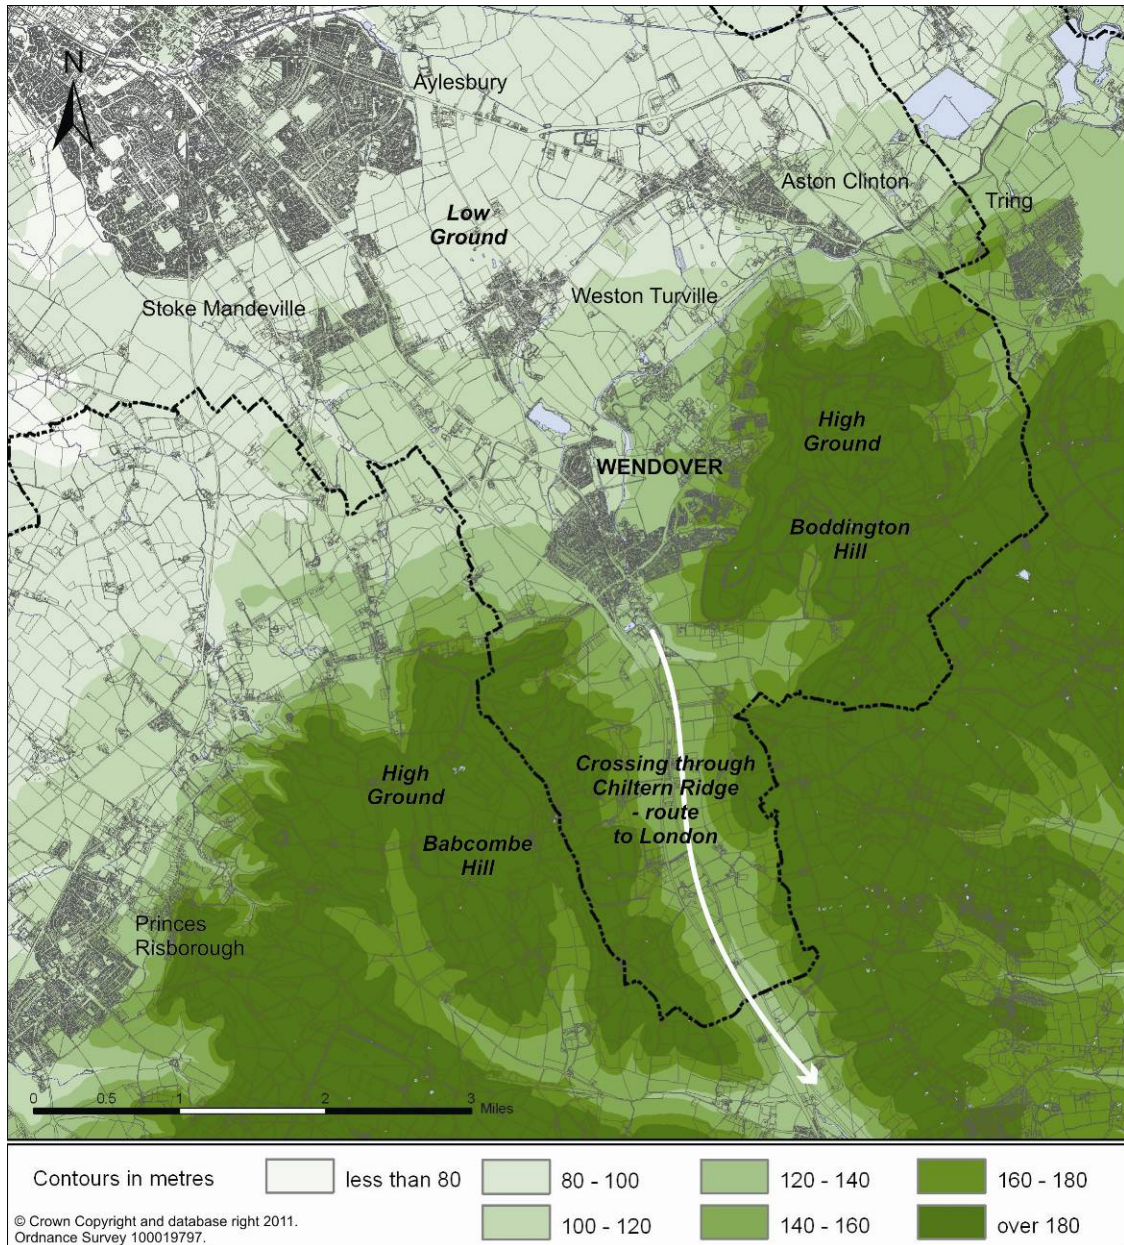 N
Aylesbury
Low
Ground
Aston Clinton
Tring
Stoke Mandeville
Weston Turville
High
Ground
WENDOVER
Boddington
Hill
High
Ground
Crossing through
Chiltern Ridge
- route
to London
Babcombe
Hill
Princes
Risborough
0 0.5 1 2 3 Miles
Contours in metres
less than 80
80 - 100
120 - 140
160 - 180
100 - 120
140 - 160
over 180
© Crown Copyright and database right 2011.
Ordnance Survey 100019797.